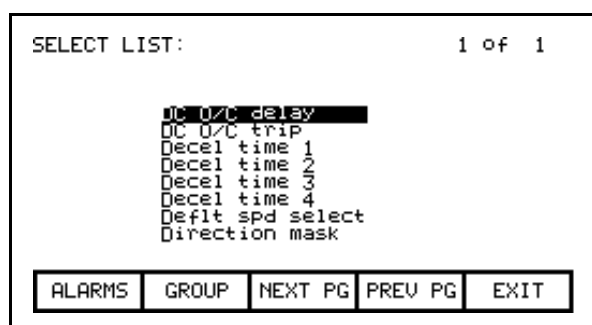 SELECT LIST: 1 of 1
DC O/C delay
DC O/C trip
Decel time 1
Decel time 2
Decel time 3
Decel time 4
Deflt spd select
Direction mask
ALARMS GROUP NEXT PG PREV PG EXIT